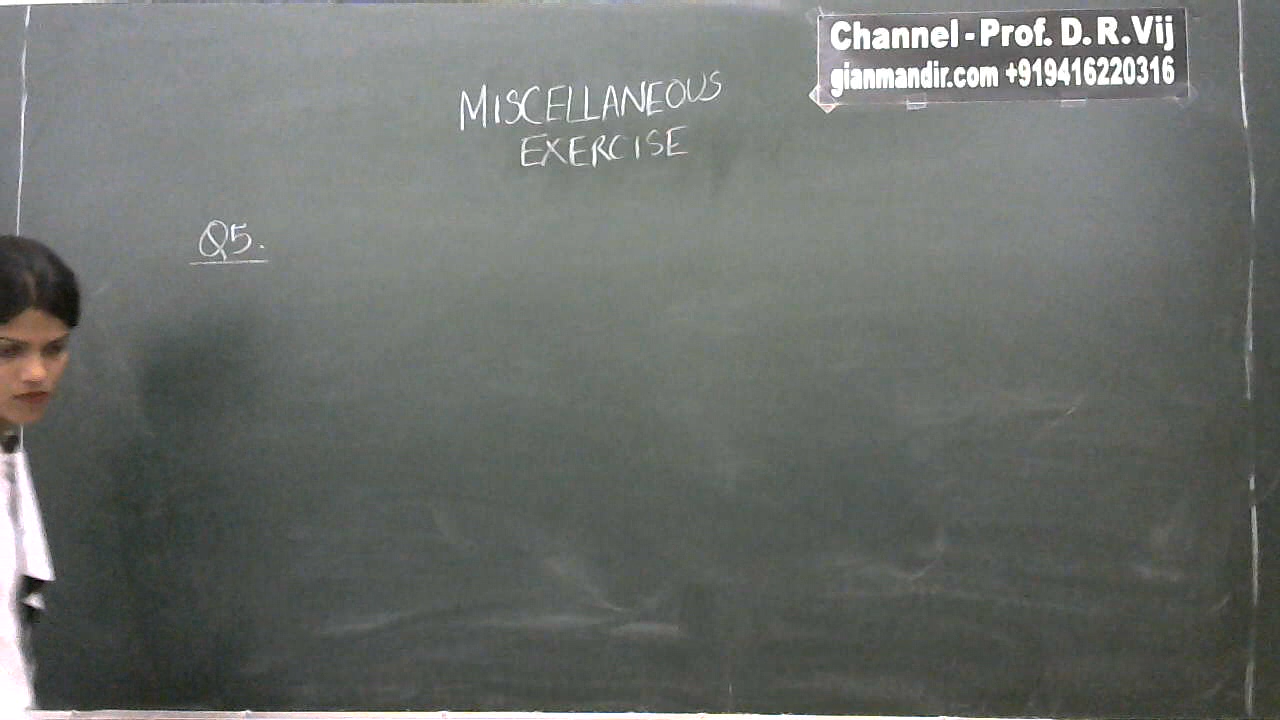 Channel - Prof. D. R. Vij
gianmandir.com +919416220316
MISCELLANEOUS
EXERCISE
Q5.